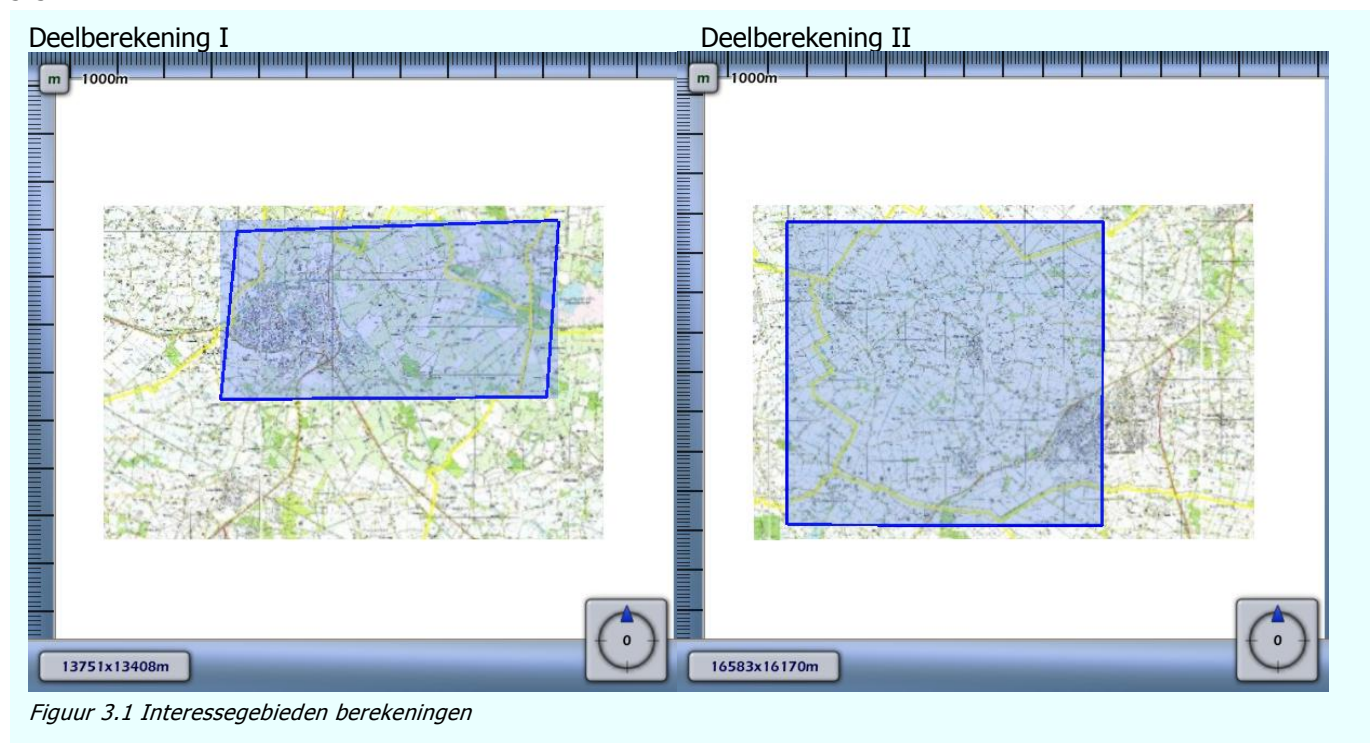 Deelberekening I
Deelberekening II
m 1000m
m 1000m
0
0
13751x13408m
16583x16170m
Figuur 3.1 Interessegebieden berekeningen